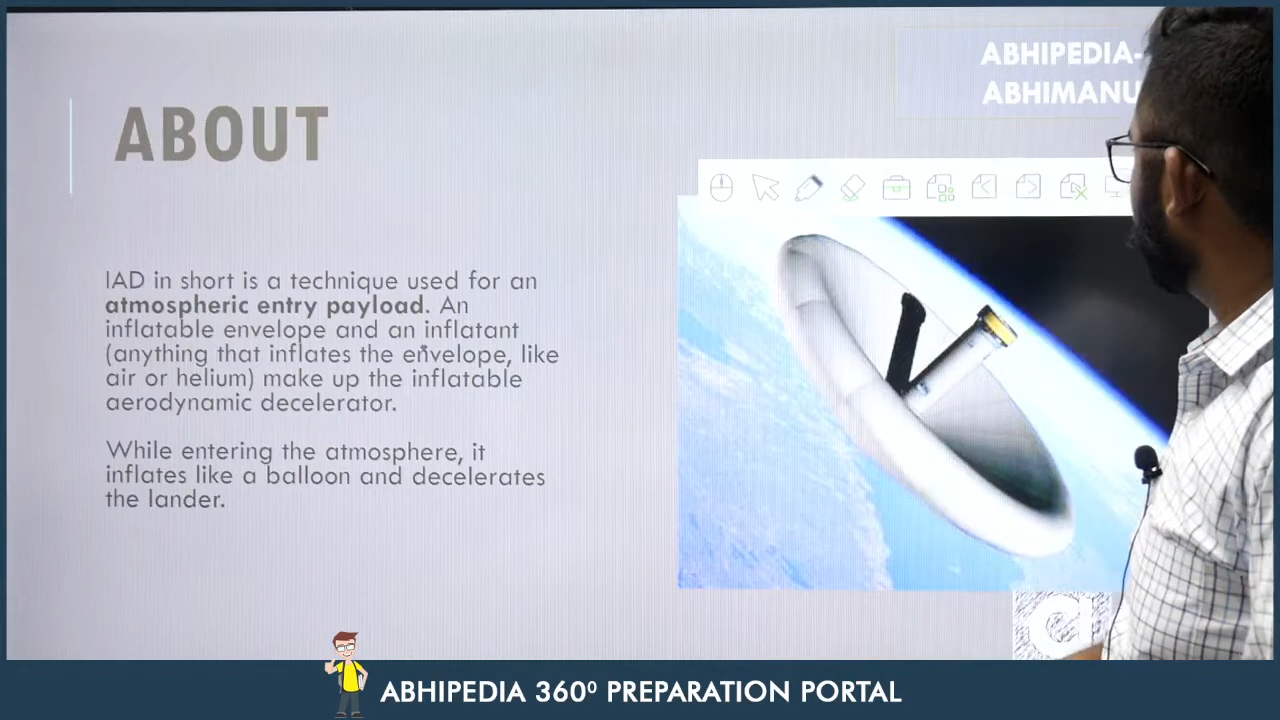 ABHIPEDIA-
ABHIMANU
ABOUT
IAD in short is a technique used for an
atmospheric entry payload. An
inflatable envelope and an inflatant
(anything that inflates the envelope, like
air or helium) make up the inflatable
aerodynamic decelerator.
While entering the atmosphere, it
inflates like a balloon and decelerates
the lander.
ABHIPEDIA 360⁰ PREPARATION PORTAL